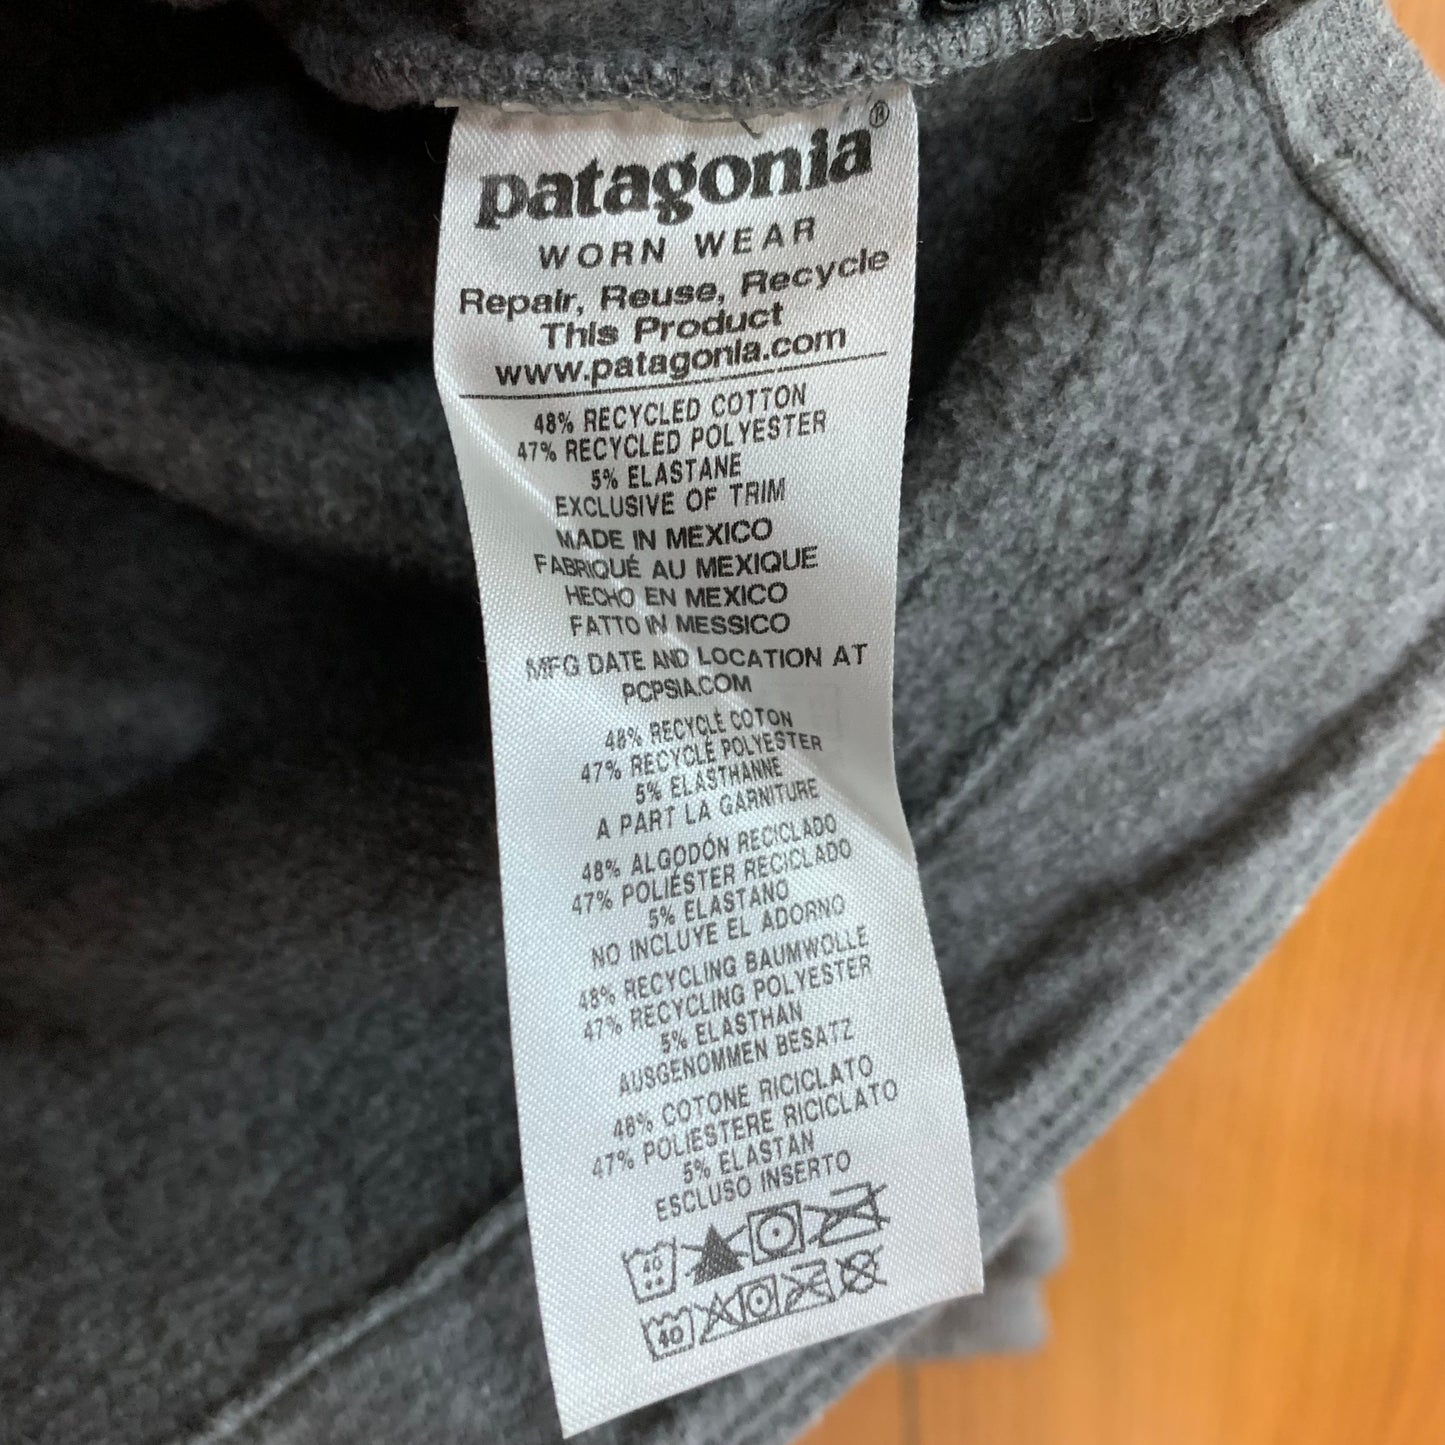 patagonia®
WORN WEAR
Repair, Reuse, Recycle
This Product
www.patagonia.com
48% RECYCLED COTTON
47% RECYCLED POLYESTER
5% ELASTANE
EXCLUSIVE OF TRIM
MADE IN MEXICO
FABRIQUÉ AU MEXIQUE
HECHO EN MEXICO
FATTO IN MESSICO
MFG DATE AND LOCATION AT
PCPSIA.COM
48% RECYCLÉ COTON
47% RECYCLÉ POLYESTER
5% ELASTHANNE
A PART LA GARNITURE
48% ALGODÓN RECICLADO
47% POLIÉSTER RECICLADO
5% ELASTANO
NO INCLUYE EL ADORNO
48% RECYCLING BAUMWOLLE
47% RECYCLING POLYESTER
5% ELASTHAN
AUSGENOMMEN BESATZ
48% COTONE RICICLATO
47% POLIESTERE RICICLATO
5% ELASTAN
ESCLUSO INSERTO
40
40